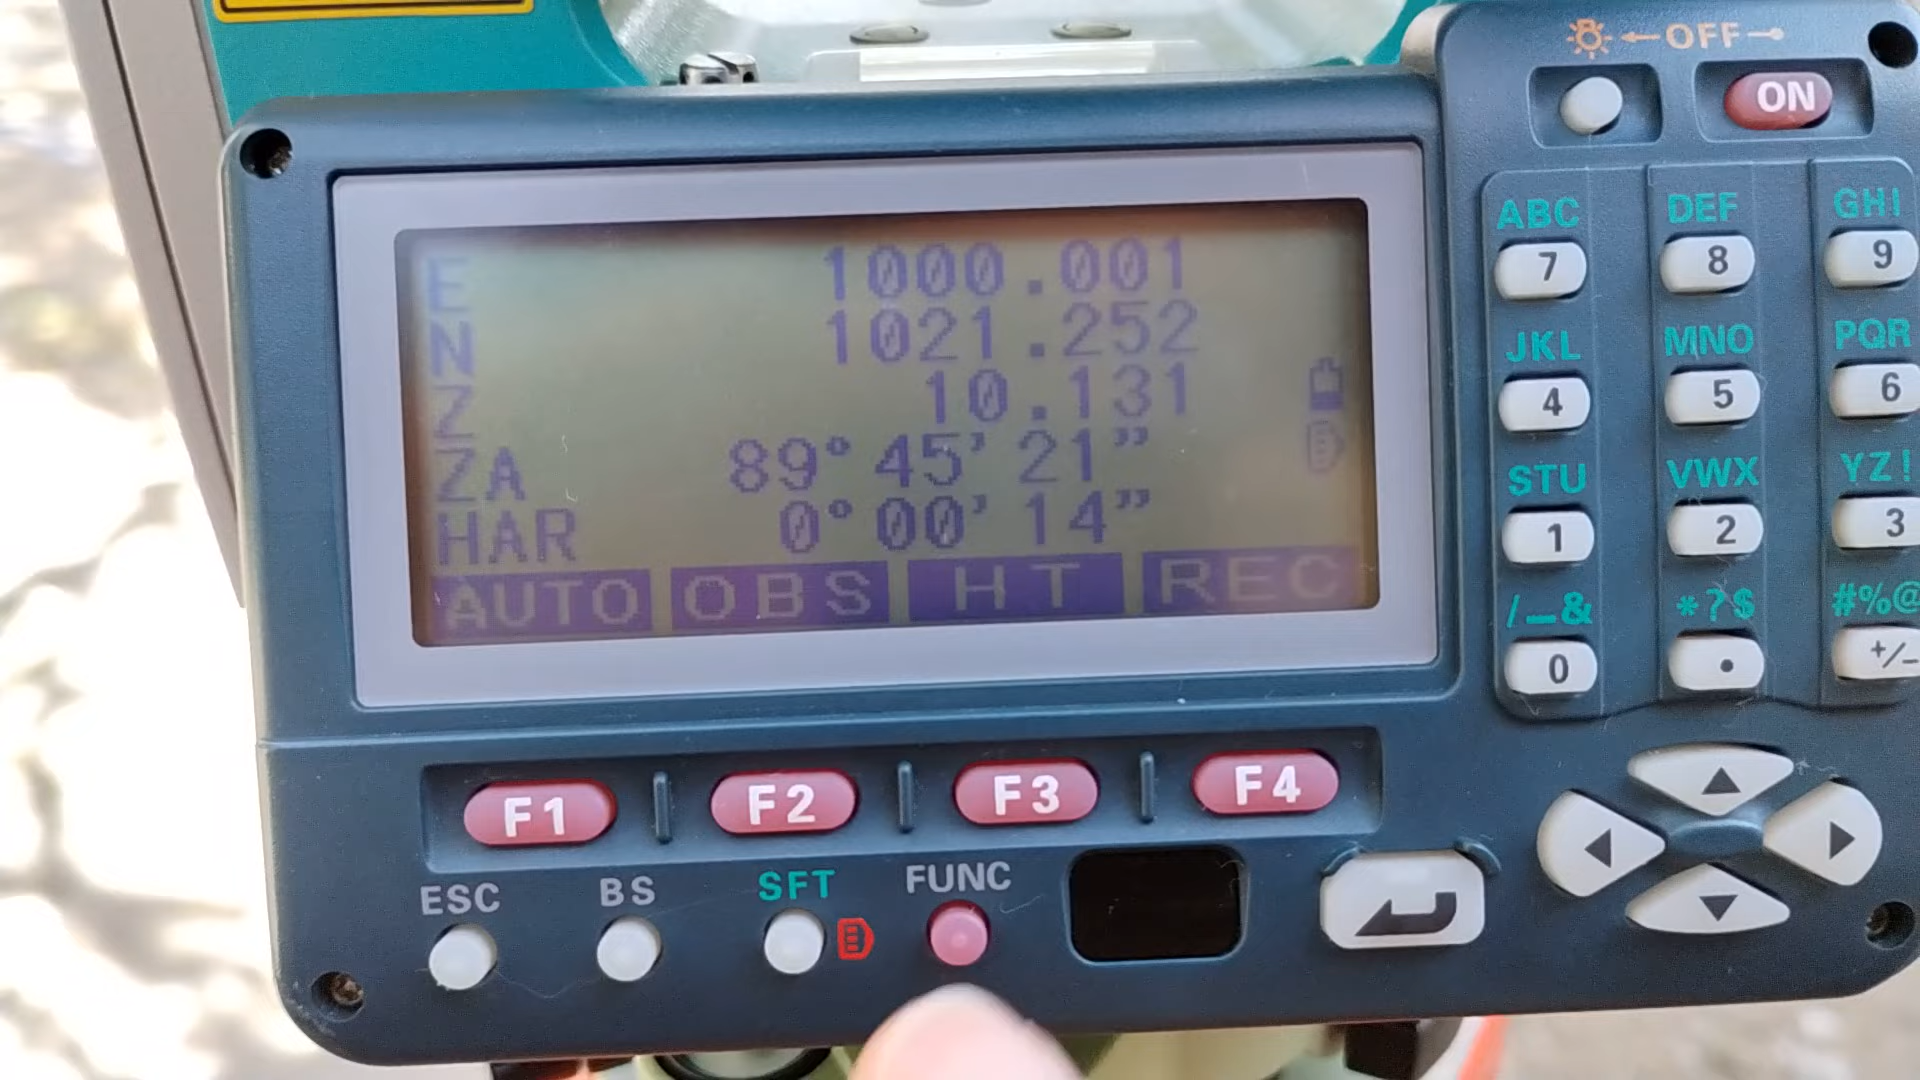 ←OFF→
ON
E 1000.001
N 1021.252
Z 10.131
ZA 89°45'21"
HAR 0°00'14"
AUTO OBS HT REC
ABC DEF GHI
7 8 9
JKL MNO PQR
4 5 6
STU VWX YZ!
1 2 3
/_& *?$ #%@
0 . +/-
F1 F2 F3 F4
ESC BS SFT FUNC